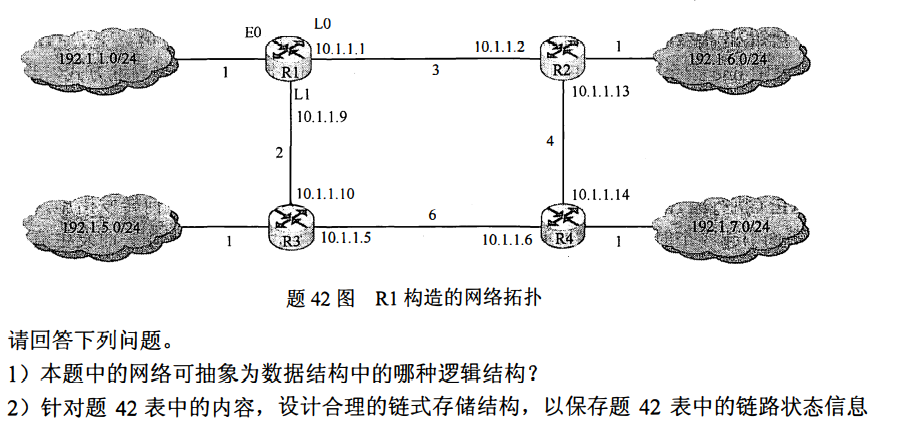 E0 L0
192.1.1.0/24 10.1.1.1 10.1.1.2 1 192.1.6.0/24
1 R1 3 R2
L1 10.1.1.13
10.1.1.9
2 4
10.1.1.10 10.1.1.14
192.1.5.0/24 6 192.1.7.0/24
1 R3 10.1.1.5 10.1.1.6 R4 1
题 42 图 R1 构造的网络拓扑
请回答下列问题。
1）本题中的网络可抽象为数据结构中的哪种逻辑结构？
2）针对题 42 表中的内容，设计合理的链式存储结构，以保存题 42 表中的链路状态信息